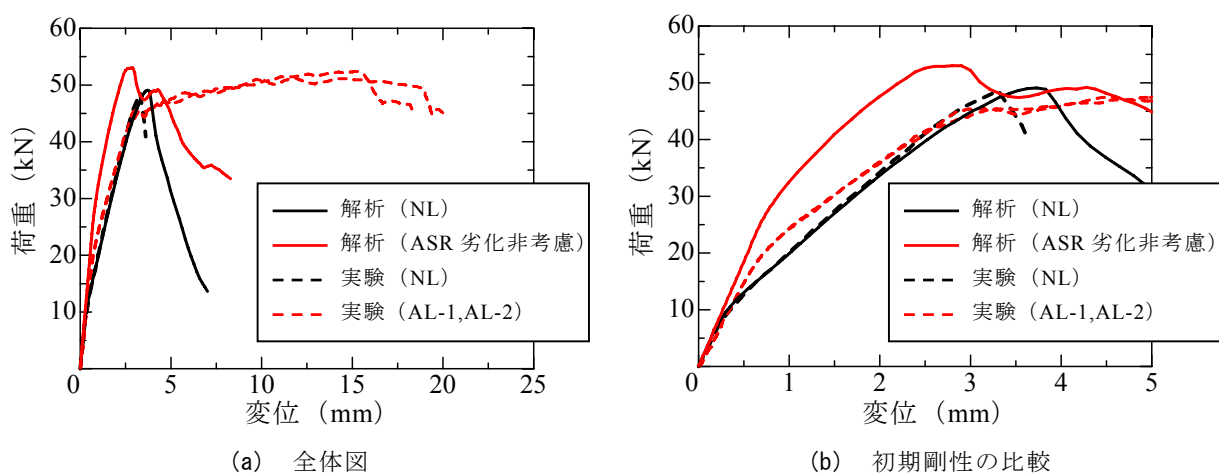 60
50
40
30
20
10
0
5
10
15
20
25
荷重（kN）
変位（mm）
解析（NL）
解析（ASR 劣化非考慮）
実験（NL）
実験（AL-1,AL-2）
(a) 全体図
60
50
40
30
20
10
0
1
2
3
4
5
荷重（kN）
変位（mm）
解析（NL）
解析（ASR 劣化非考慮）
実験（NL）
実験（AL-1,AL-2）
(b) 初期剛性の比較